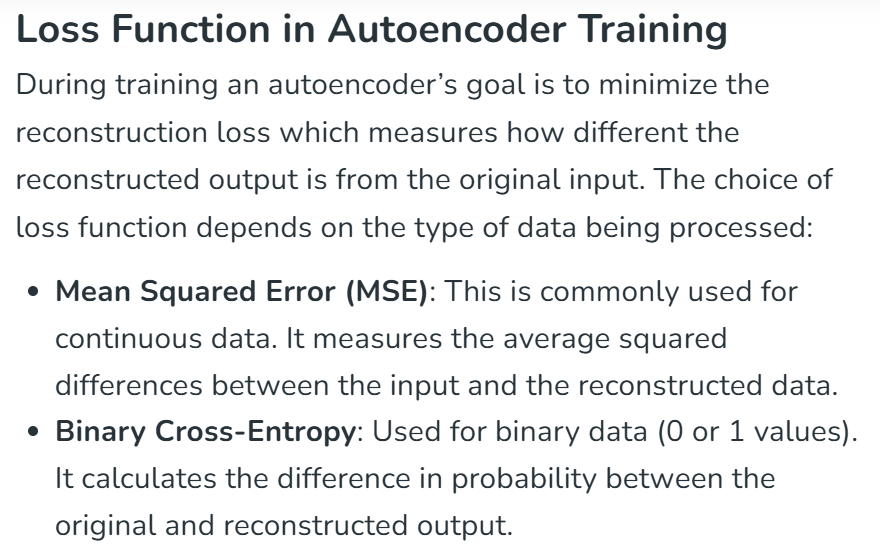 Loss Function in Autoencoder Training
During training an autoencoder’s goal is to minimize the
reconstruction loss which measures how different the
reconstructed output is from the original input. The choice of
loss function depends on the type of data being processed:
• Mean Squared Error (MSE): This is commonly used for
continuous data. It measures the average squared
differences between the input and the reconstructed data.
• Binary Cross-Entropy: Used for binary data (0 or 1 values).
It calculates the difference in probability between the
original and reconstructed output.